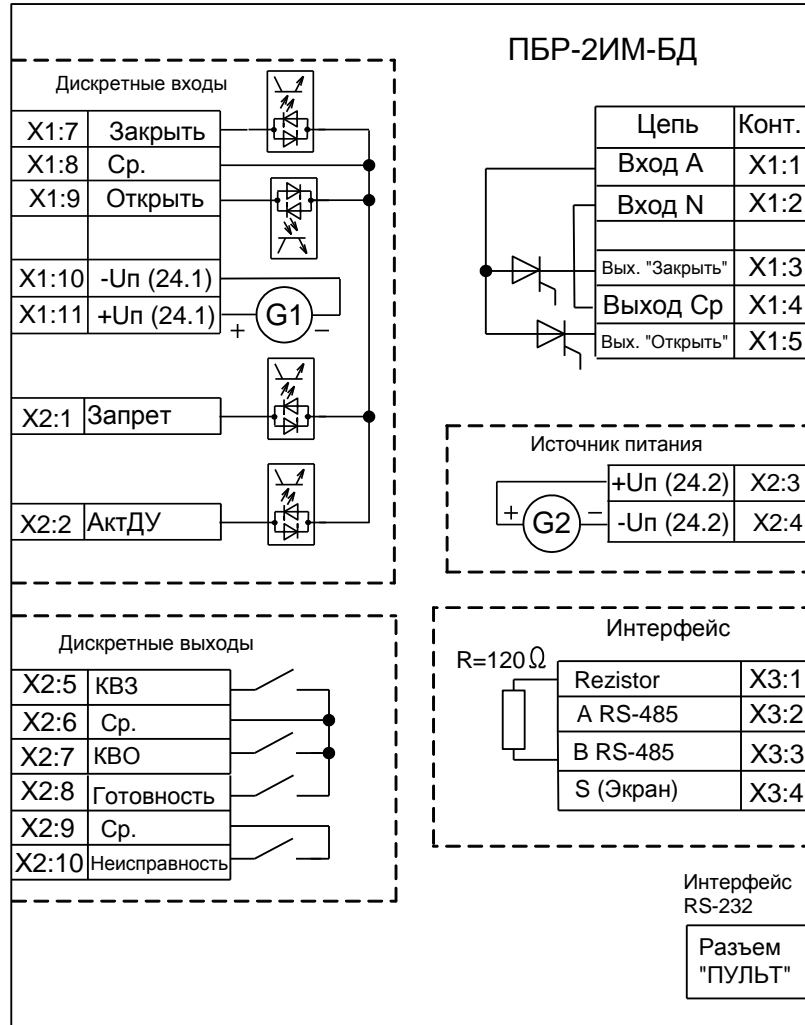 ПБР-2ИМ-БД
Дискретные входы
X1:7 Закрыть
X1:8 Ср.
X1:9 Открыть
X1:10 -Uп (24.1)
X1:11 +Uп (24.1)
+ G1 −
X2:1 Запрет
X2:2 АктДУ
Цепь Конт.
Вход А X1:1
Вход N X1:2
Вых. "Закрыть" X1:3
Выход Ср X1:4
Вых. "Открыть" X1:5
Источник питания
+Uп (24.2) X2:3
+ G2 −
-Uп (24.2) X2:4
Дискретные выходы
X2:5 КВЗ
X2:6 Ср.
X2:7 КВО
X2:8 Готовность
X2:9 Ср.
X2:10 Неисправность
Интерфейс
R=120 Ω
Rezistor X3:1
A RS-485 X3:2
B RS-485 X3:3
S (Экран) X3:4
Интерфейс
RS-232
Разъем
"ПУЛЬТ"